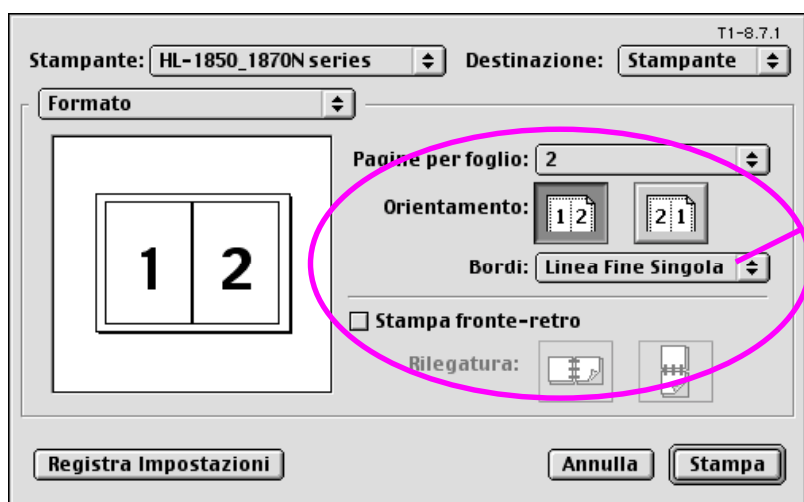 T1-8.7.1
Stampante: HL-1850_1870N series Destinazione: Stampante
Formato
Pagine per foglio: 2
Orientamento: 1 2 2 1
1 2
Bordi: Linea Fine Singola
Stampa fronte-retro
Rilegatura:
Registra Impostazioni Annulla Stampa